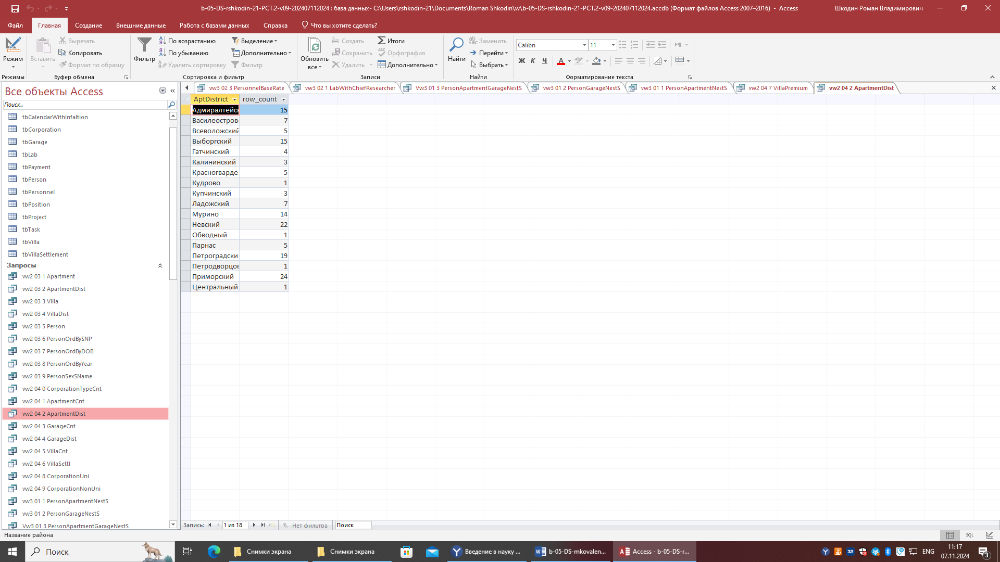 b-05-DS-rshkodin-21-PCT.2-v09-202407112024 : база данных- C:\Users\rshkodin-21\Documents\Roman Shkodin\w\b-05-DS-rshkodin-21-PCT.2-v09-202407112024.accdb (Формат файлов Access 2007–2016) - Access
Шкодин Роман Владимирович
Файл Главная Создание Внешние данные Работа с базами данных Справка Что вы хотите сделать?
Режим
Режимы
Вставить
Вырезать
Копировать
Формат по образцу
Буфер обмена
Фильтр
По возрастанию
По убыванию
Удалить сортировку
Выделение
Дополнительно
Фильтр
Сортировка и фильтр
Обновить
все
Создать
Сохранить
Удалить
Итоги
Орфография
Дополнительно
Записи
Найти
Заменить
Перейти
Выбрать
Найти
Calibri 11
Ж К Ч
Форматирование текста
Все объекты Access
Поиск...
tbCalendarWithInfaltion
tbCorporation
tbGarage
tbLab
tbPayment
tbPerson
tbPersonnel
tbPosition
tbProject
tbTask
tbVilla
tbVillaSettlement
Запросы
vw2 03 1 Apartment
vw2 03 2 ApartmentDist
vw2 03 3 Villa
vw2 03 4 VillaDist
vw2 03 5 Person
vw2 03 6 PersonOrdBySNP
vw2 03 7 PersonOrdByDOB
vw2 03 8 PersonOrdByYear
vw2 03 9 PersonSexSName
vw2 04 0 CorporationTypeCnt
vw2 04 1 ApartmentCnt
vw2 04 2 ApartmentDist
vw2 04 3 GarageCnt
vw2 04 4 GarageDist
vw2 04 5 VillaCnt
vw2 04 6 VillaSettl
vw2 04 8 CorporationUni
vw2 04 9 CorporationNonUni
vw3 01 1 PersonApartmentNestS
vw3 01 2 PersonGarageNestS
Vw3 01 3 PersonApartmentGarageNestS
vw3 02 3 PersonnelBaseRate
vw3 02 1 LabWithChiefResearcher
Vw3 01 3 PersonApartmentGarageNestS
vw3 01 2 PersonGarageNestS
vw3 01 1 PersonApartmentNestS
vw2 04 7 VillaPremium
vw2 04 2 ApartmentDist
AptDistrict row_count
Адмиралтейск 15
Василеостров 7
Всеволожский 5
Выборгский 15
Гатчинский 4
Калининский 3
Красногварде 5
Кудрово 1
Купчинский 3
Ладожский 7
Мурино 14
Невский 22
Обводный 1
Парнас 5
Петроградски 19
Петродворцов 1
Приморский 24
Центральный 1
Запись: 1 из 18 Нет фильтра Поиск
Название района
SQL
Поиск
Снимки экрана
Снимки экрана
Введение в науку ...
b-05-DS-mkovalen...
Access - b-05-DS-r...
32
ENG
11:17
07.11.2024
3